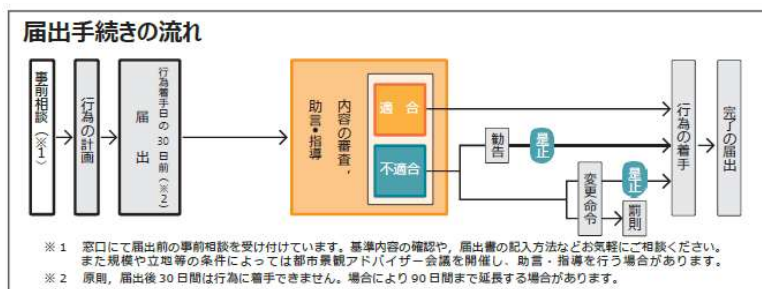 届出手続きの流れ
事前相談（※１）
行為の計画
行為着手日の30日前（※２）
届出
内容の審査，
助言・指導
適合
不適合
勧告
是正
変更命令
是正
罰則
行為の着手
完了の届出
※１　窓口にて届出前の事前相談を受け付けています。基準内容の確認や，届出書の記入方法などお気軽にご相談ください。
また規模や立地等の条件によっては都市景観アドバイザー会議を開催し、助言・指導を行う場合があります。
※２　原則，届出後30日間は行為に着手できません。場合により90日間まで延長する場合があります。